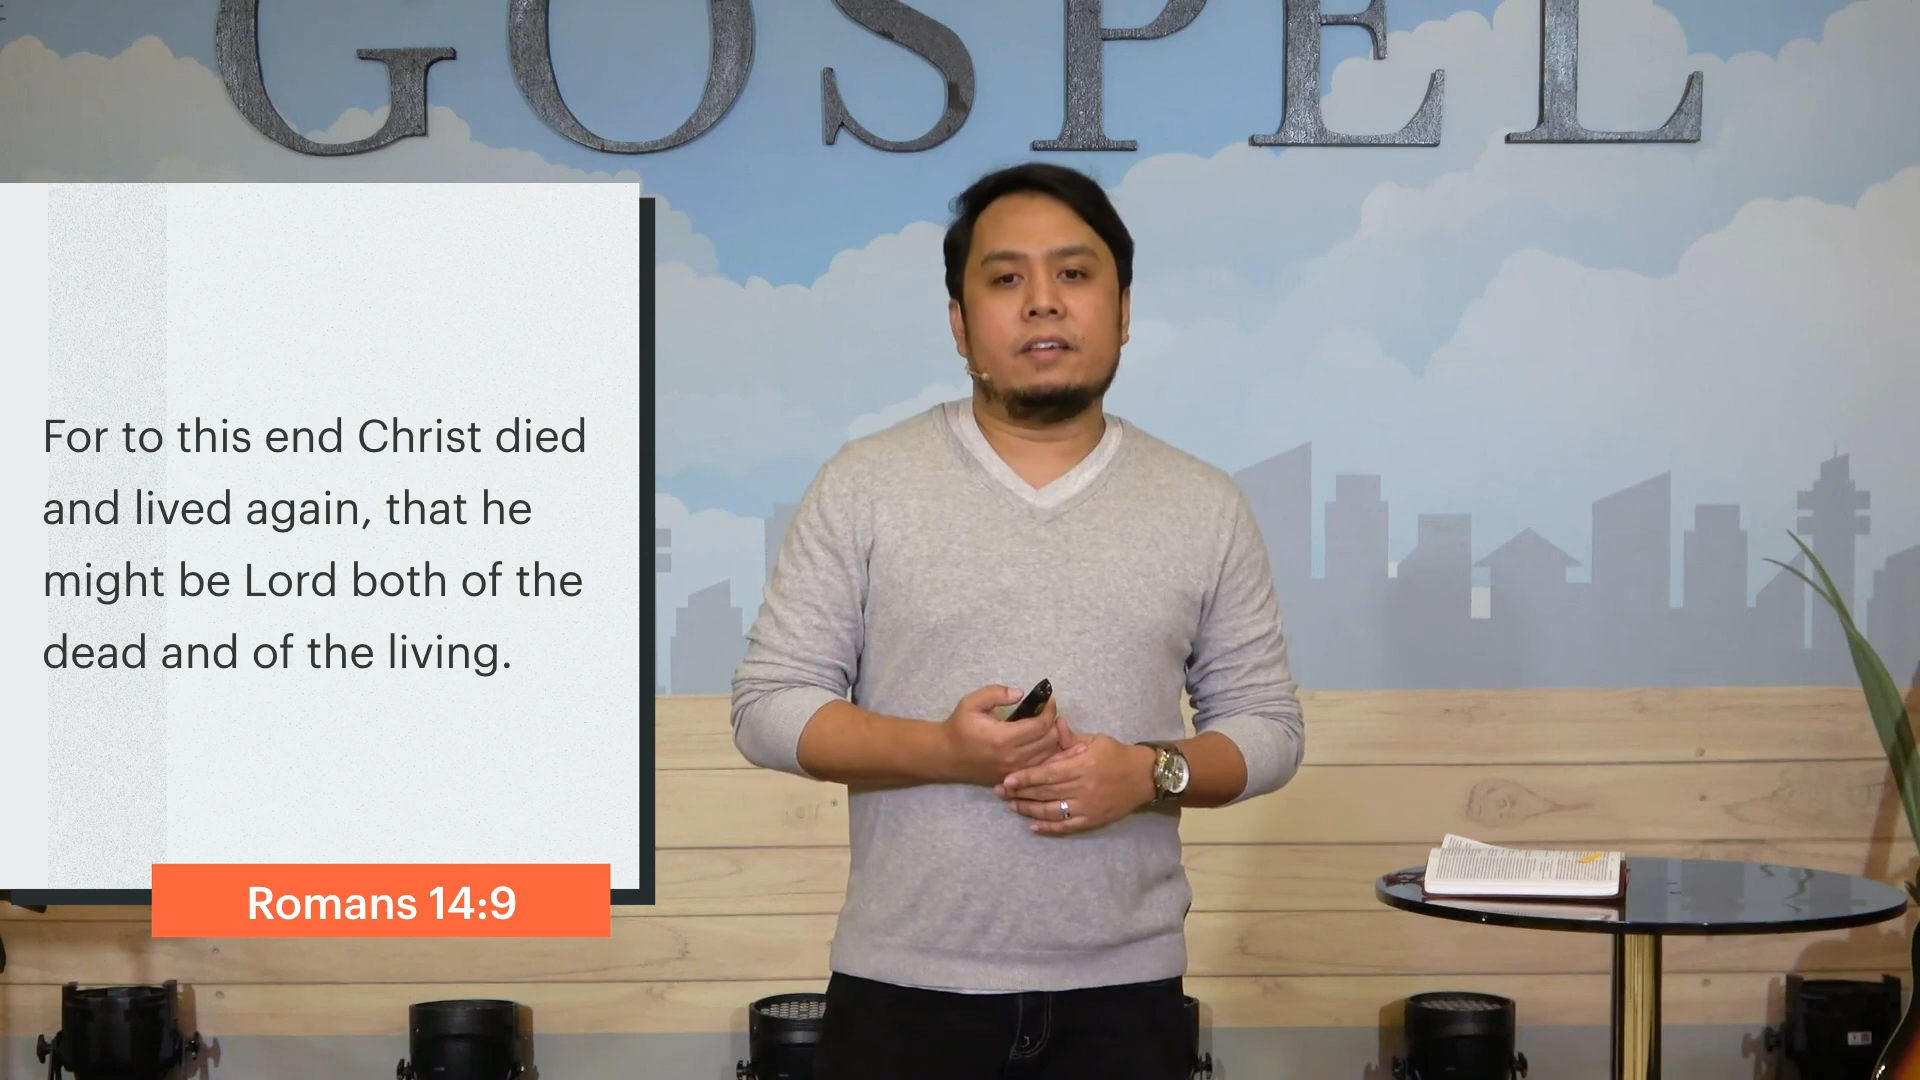 GOSPEL
For to this end Christ died
and lived again, that he
might be Lord both of the
dead and of the living.
Romans 14:9